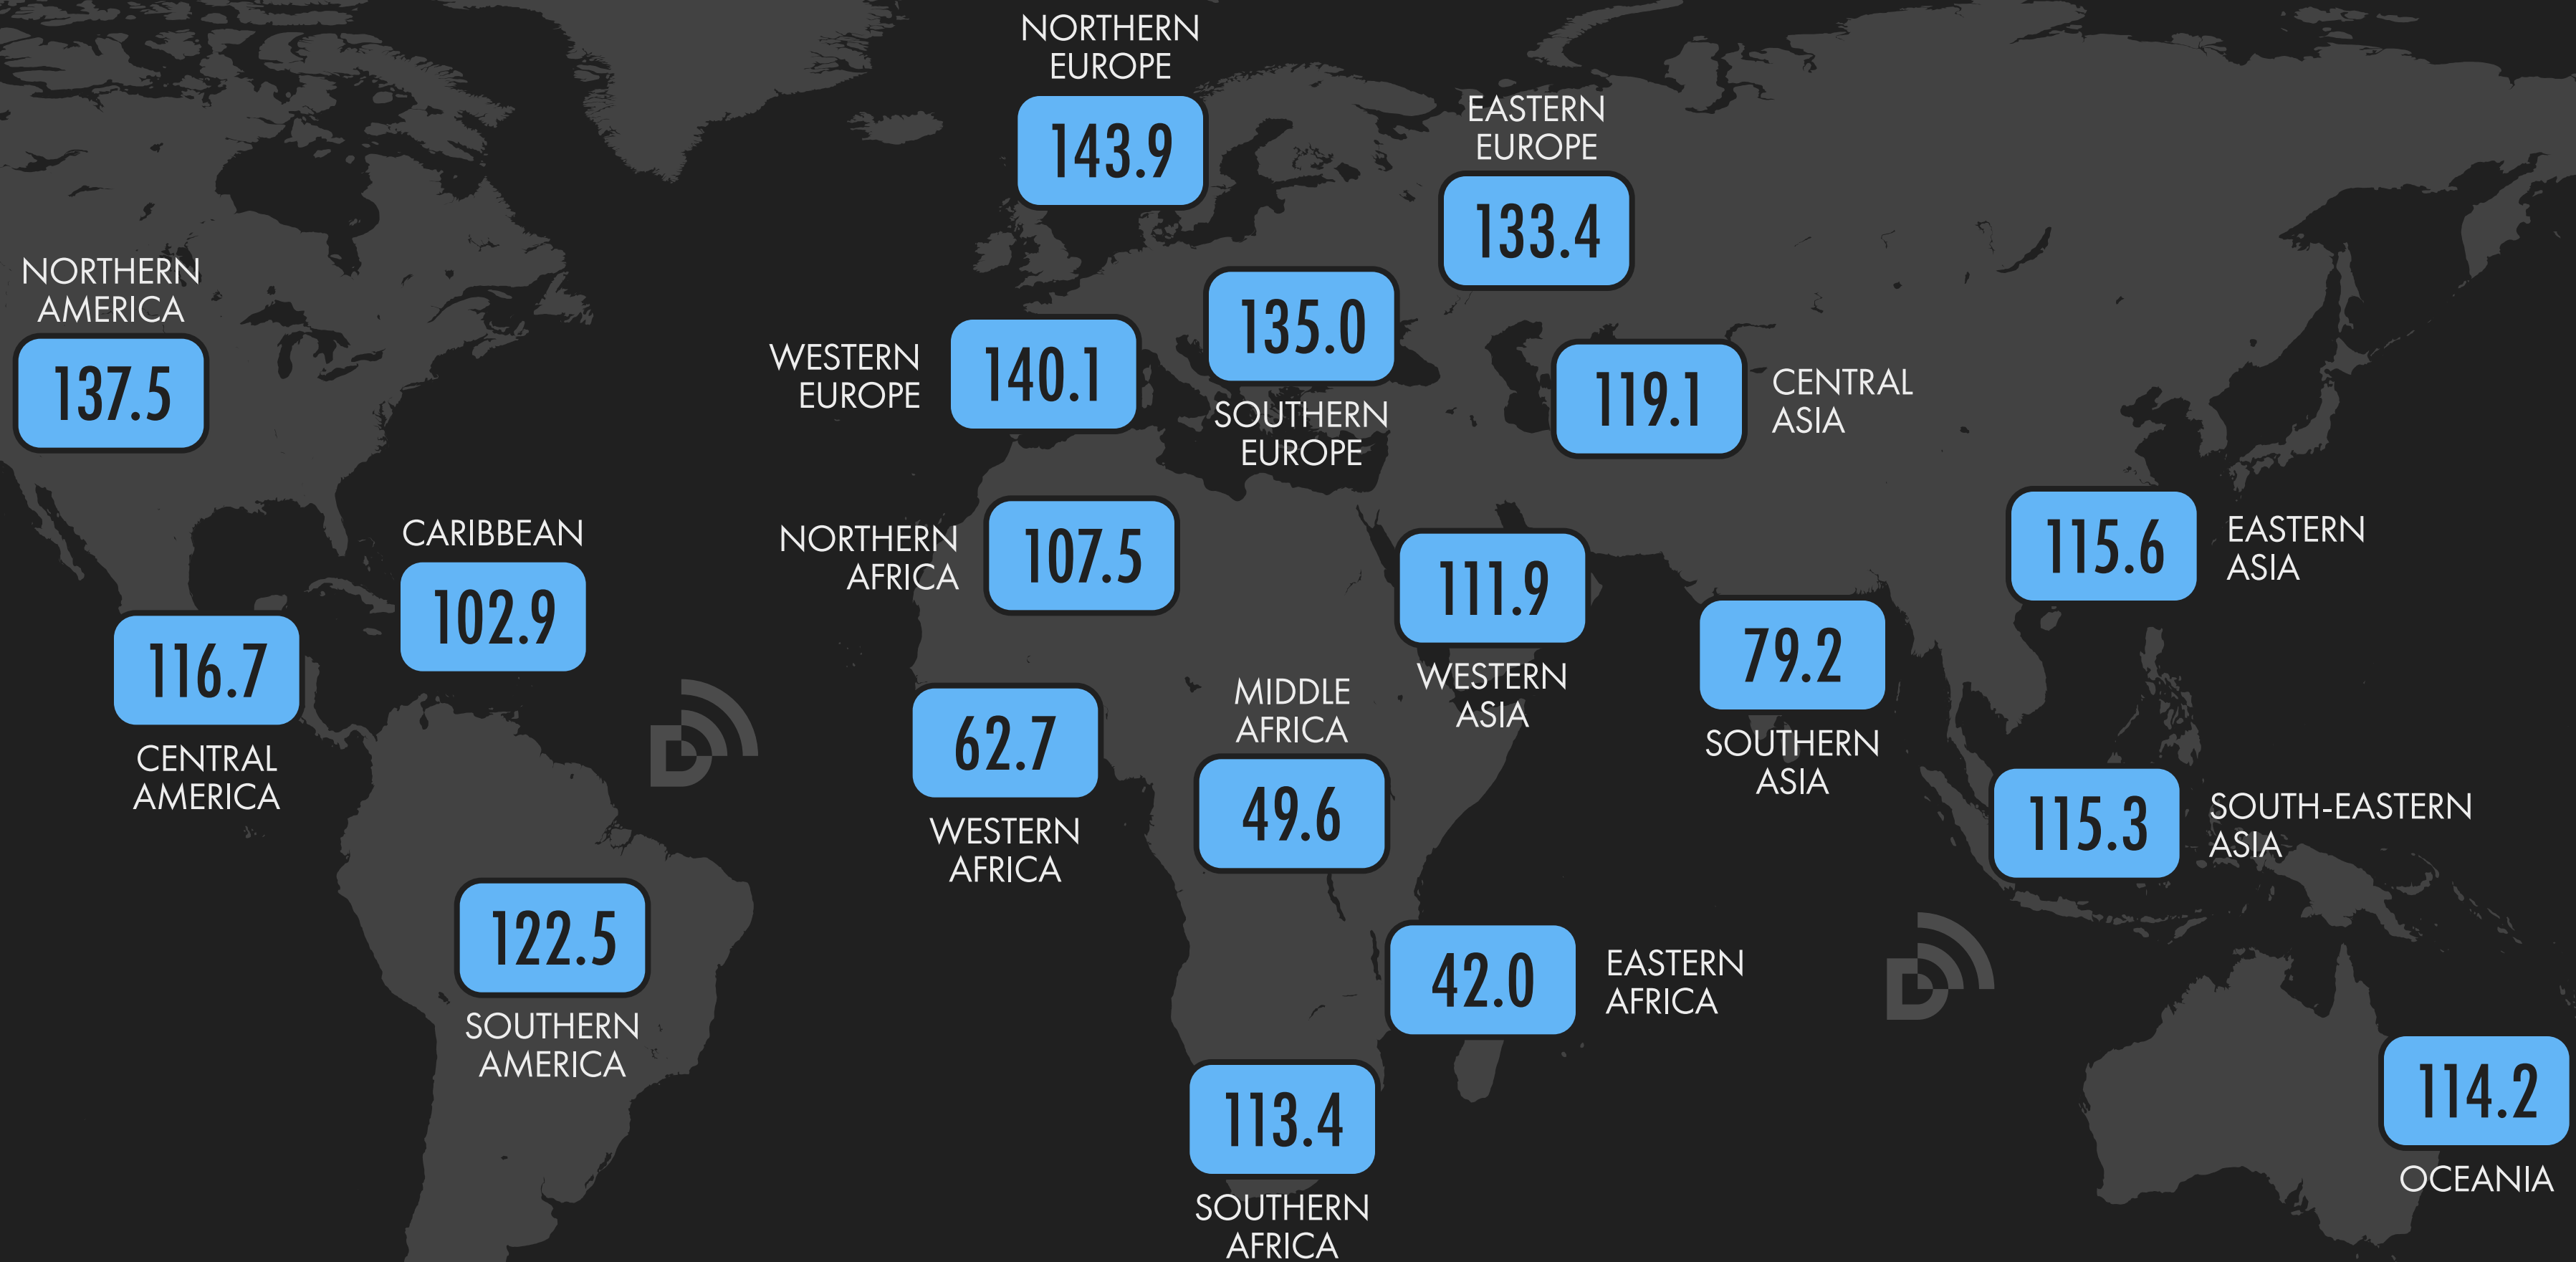 NORTHERN
EUROPE
143.9
EASTERN
EUROPE
133.4
NORTHERN
AMERICA
137.5
WESTERN
EUROPE
140.1
135.0
SOUTHERN
EUROPE
119.1
CENTRAL
ASIA
CARIBBEAN
102.9
NORTHERN
AFRICA
107.5
111.9
WESTERN
ASIA
115.6
EASTERN
ASIA
116.7
CENTRAL
AMERICA
62.7
WESTERN
AFRICA
MIDDLE
AFRICA
49.6
79.2
SOUTHERN
ASIA
115.3
SOUTH-EASTERN
ASIA
122.5
SOUTHERN
AMERICA
42.0
EASTERN
AFRICA
113.4
SOUTHERN
AFRICA
114.2
OCEANIA